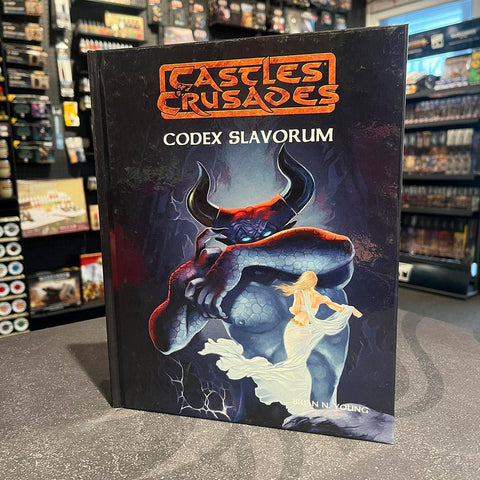 CASTLES
& CRUSADES
CODEX SLAVORUM
BRIAN N. YOUNG